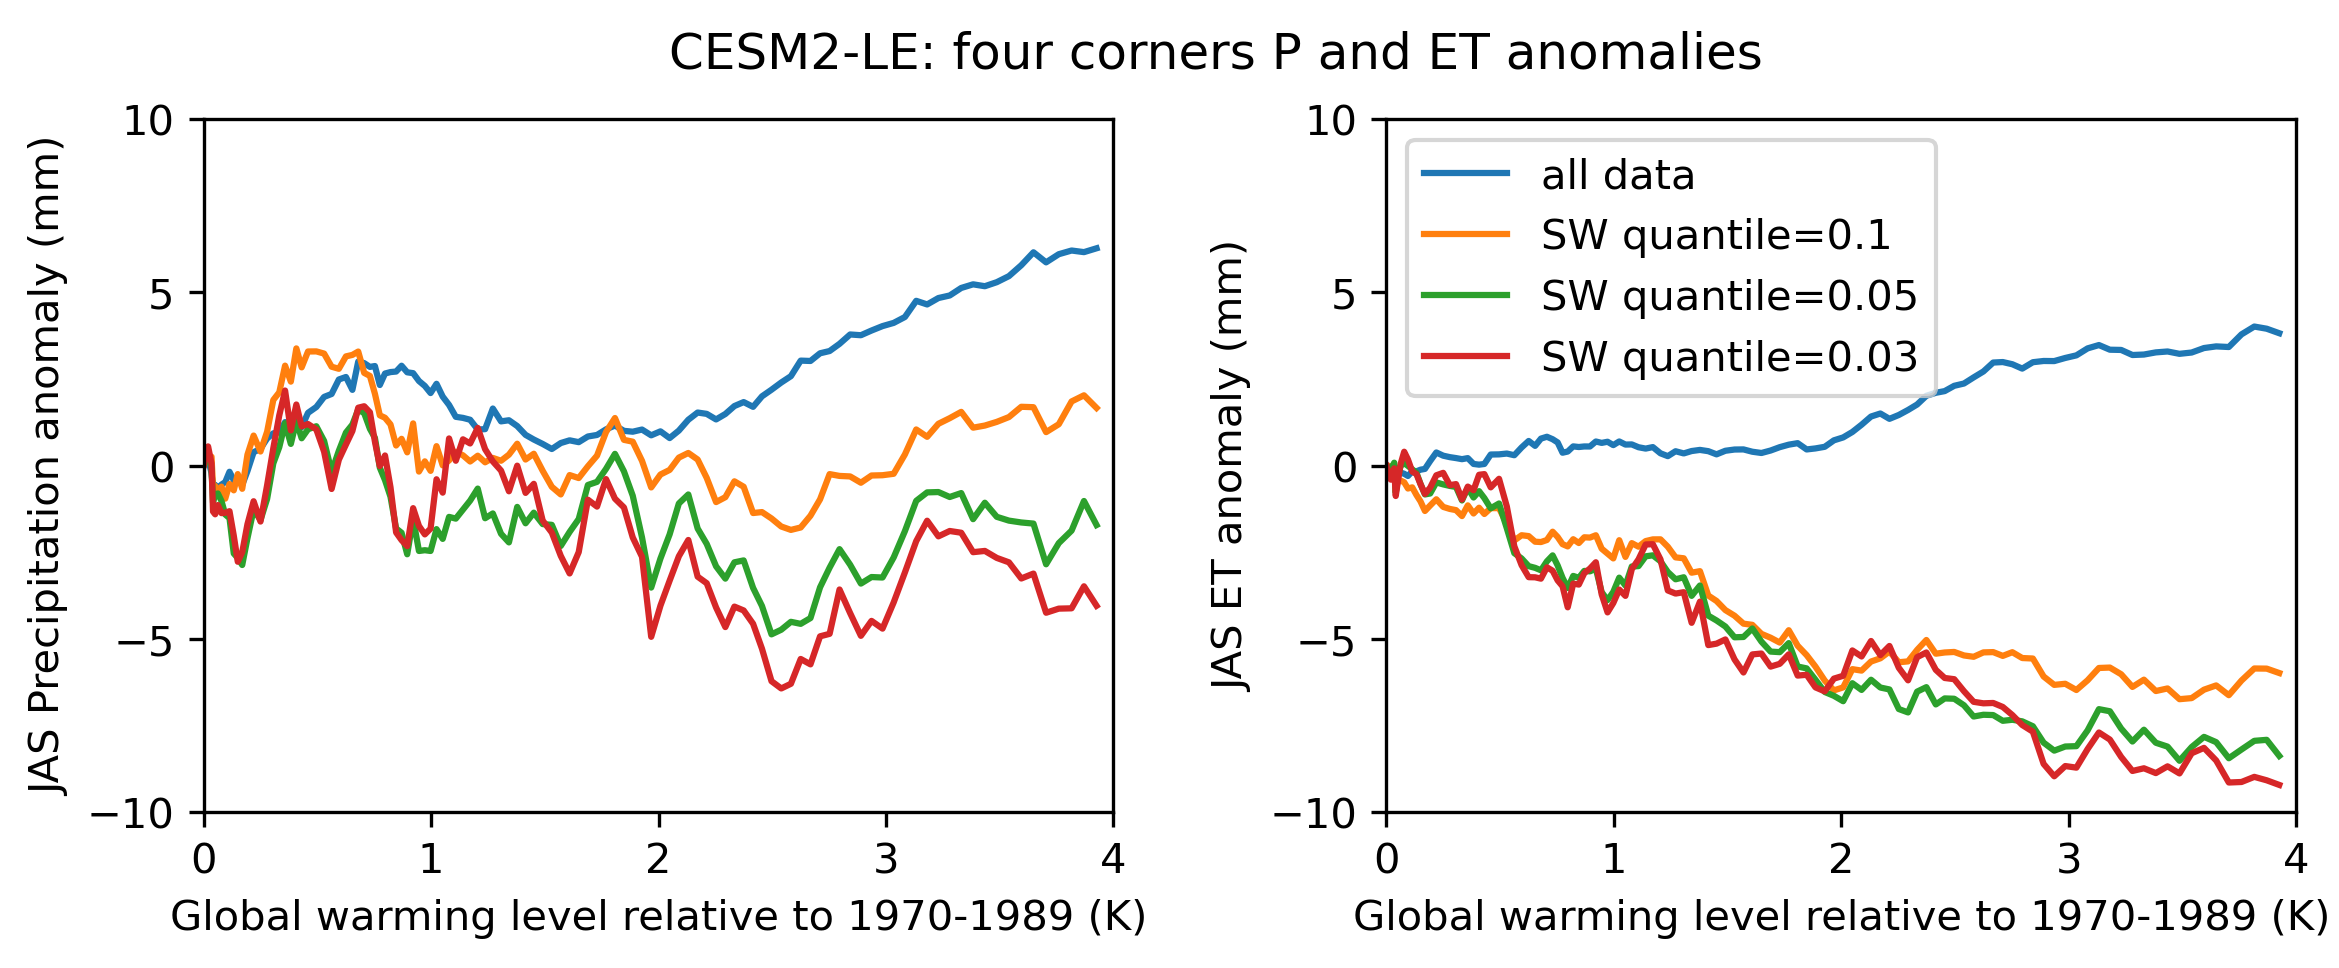 CESM2-LE: four corners P and ET anomalies
JAS Precipitation anomaly (mm)
10
5
0
−5
−10
0 1 2 3 4
Global warming level relative to 1970-1989 (K)
JAS ET anomaly (mm)
10
5
0
−5
−10
all data
SW quantile=0.1
SW quantile=0.05
SW quantile=0.03
0 1 2 3 4
Global warming level relative to 1970-1989 (K)